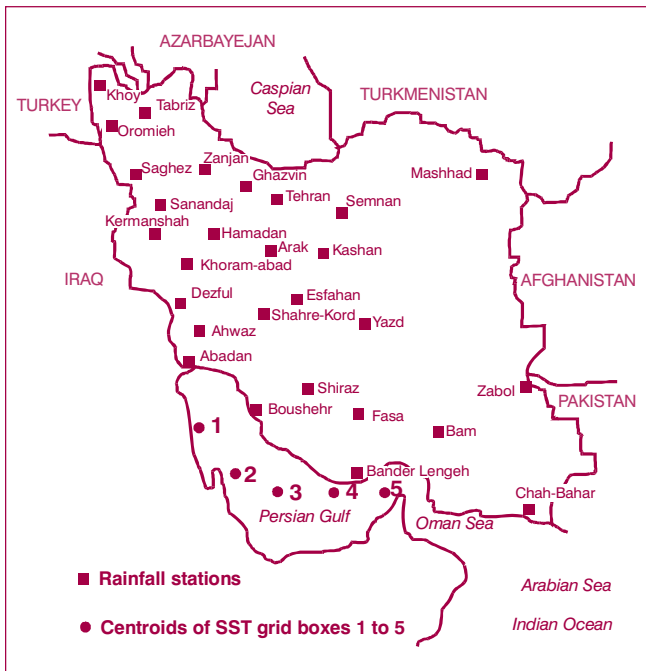 AZARBAYEJAN
Caspian
Sea
TURKMENISTAN
TURKEY
Khoy
Tabriz
Oromieh
Saghez
Zanjan
Ghazvin
Mashhad
Tehran
Sanandaj
Semnan
Kermanshah
Hamadan
Arak
Kashan
Khoram-abad
IRAQ
AFGHANISTAN
Dezful
Esfahan
Shahre-Kord
Yazd
Ahwaz
Abadan
Shiraz
Zabol
Boushehr
Fasa
PAKISTAN
1
Bam
2
Bander Lengeh
3
4
5
Chah-Bahar
Persian Gulf
Oman Sea
Rainfall stations
Arabian Sea
Centroids of SST grid boxes 1 to 5
Indian Ocean